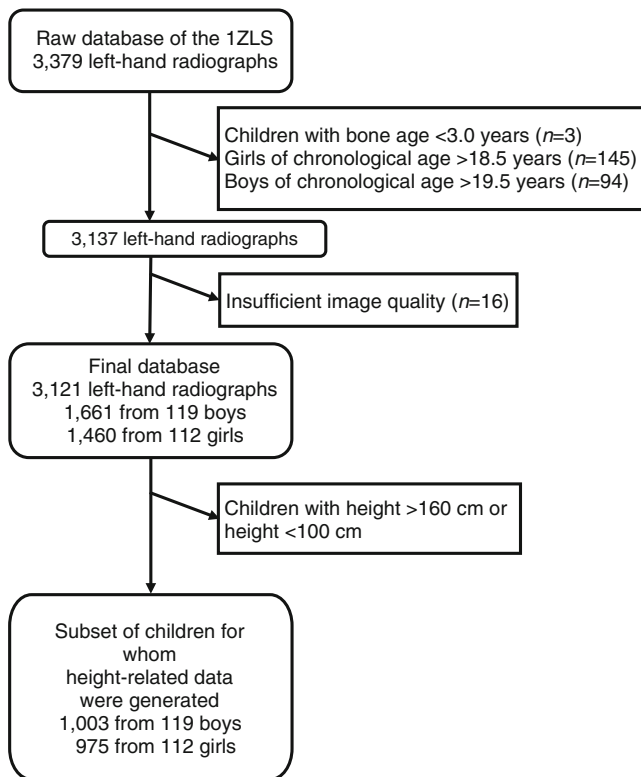 Raw database of the 1ZLS
3,379 left-hand radiographs
Children with bone age <3.0 years (n=3)
Girls of chronological age >18.5 years (n=145)
Boys of chronological age >19.5 years (n=94)
3,137 left-hand radiographs
Insufficient image quality (n=16)
Final database
3,121 left-hand radiographs
1,661 from 119 boys
1,460 from 112 girls
Children with height >160 cm or
height <100 cm
Subset of children for
whom
height-related data
were generated
1,003 from 119 boys
975 from 112 girls